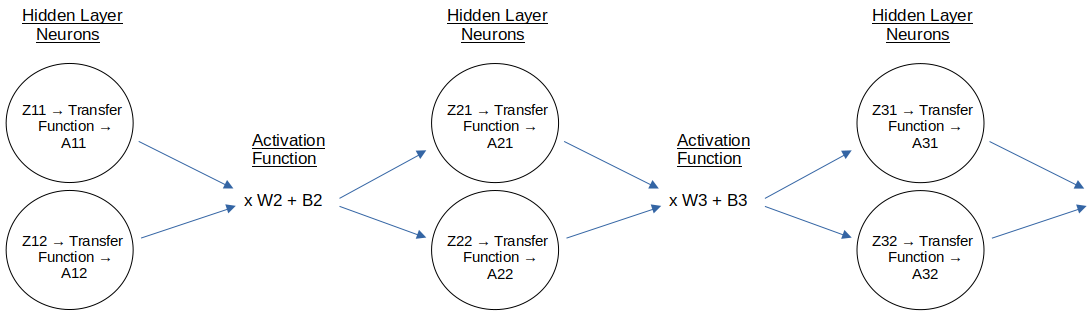 Hidden Layer
Neurons
Z11 → Transfer
Function →
A11
Z12 → Transfer
Function →
A12
Activation
Function
x W2 + B2
Hidden Layer
Neurons
Z21 → Transfer
Function →
A21
Z22 → Transfer
Function →
A22
Activation
Function
x W3 + B3
Hidden Layer
Neurons
Z31 → Transfer
Function →
A31
Z32 → Transfer
Function →
A32